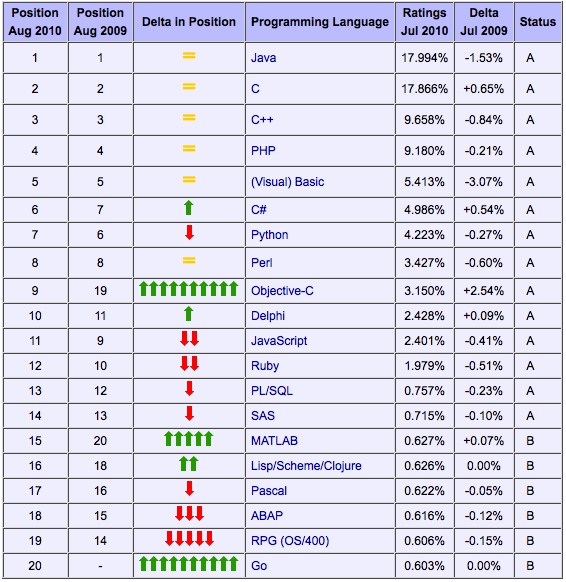 Position Aug 2010 Position Aug 2009 Delta in Position Programming Language Ratings Jul 2010 Delta Jul 2009 Status
1 1 = Java 17.994% -1.53% A
2 2 = C 17.866% +0.65% A
3 3 = C++ 9.658% -0.84% A
4 4 = PHP 9.180% -0.21% A
5 5 = (Visual) Basic 5.413% -3.07% A
6 7 C# 4.986% +0.54% A
7 6 Python 4.223% -0.27% A
8 8 = Perl 3.427% -0.60% A
9 19 Objective-C 3.150% +2.54% A
10 11 Delphi 2.428% +0.09% A
11 9 JavaScript 2.401% -0.41% A
12 10 Ruby 1.979% -0.51% A
13 12 PL/SQL 0.757% -0.23% A
14 13 SAS 0.715% -0.10% A
15 20 MATLAB 0.627% +0.07% B
16 18 Lisp/Scheme/Clojure 0.626% 0.00% B
17 16 Pascal 0.622% -0.05% B
18 15 ABAP 0.616% -0.12% B
19 14 RPG (OS/400) 0.606% -0.15% B
20 - Go 0.603% 0.00% B